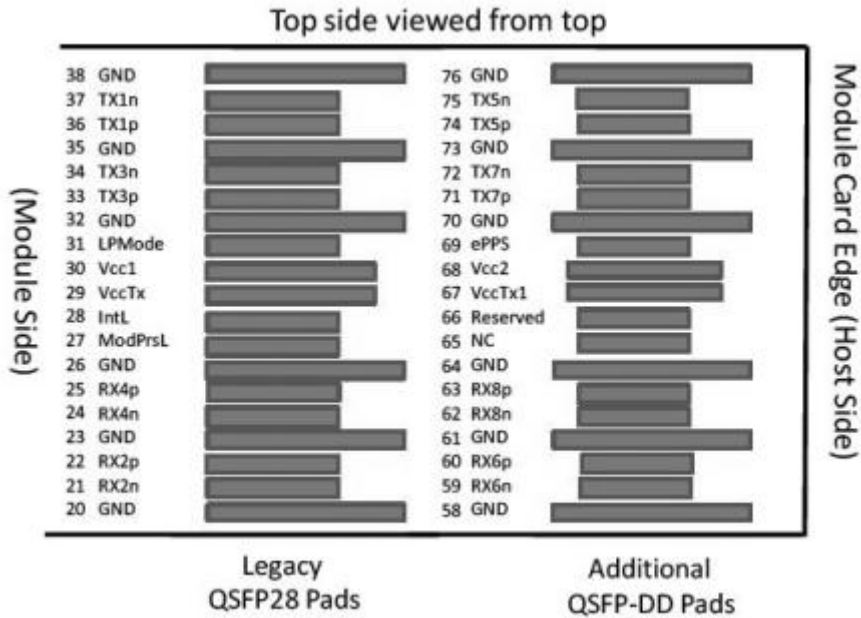 Top side viewed from top
38 GND
37 TX1n
36 TX1p
35 GND
34 TX3n
33 TX3p
32 GND
31 LPMode
30 Vcc1
29 VccTx
28 IntL
27 ModPrsL
26 GND
25 RX4p
24 RX4n
23 GND
22 RX2p
21 RX2n
20 GND
76 GND
75 TX5n
74 TX5p
73 GND
72 TX7n
71 TX7p
70 GND
69 ePPS
68 Vcc2
67 VccTx1
66 Reserved
65 NC
64 GND
63 RX8p
62 RX8n
61 GND
60 RX6p
59 RX6n
58 GND
(Module Side)
Module Card Edge (Host Side)
Legacy
QSFP28 Pads
Additional
QSFP-DD Pads